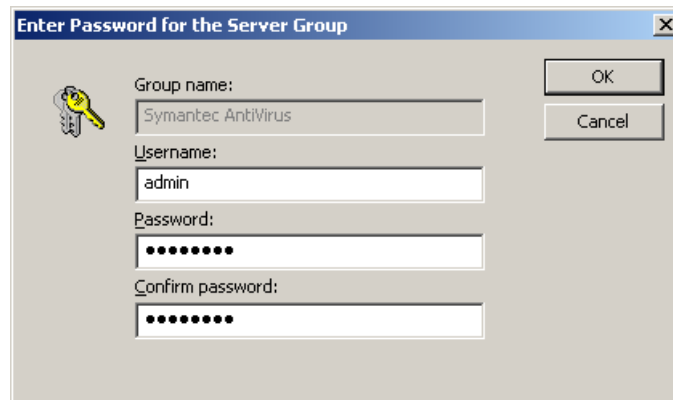 Enter Password for the Server Group
Group name:
Symantec AntiVirus
Username:
admin
Password:
●●●●●●●●
Confirm password:
●●●●●●●●
OK
Cancel